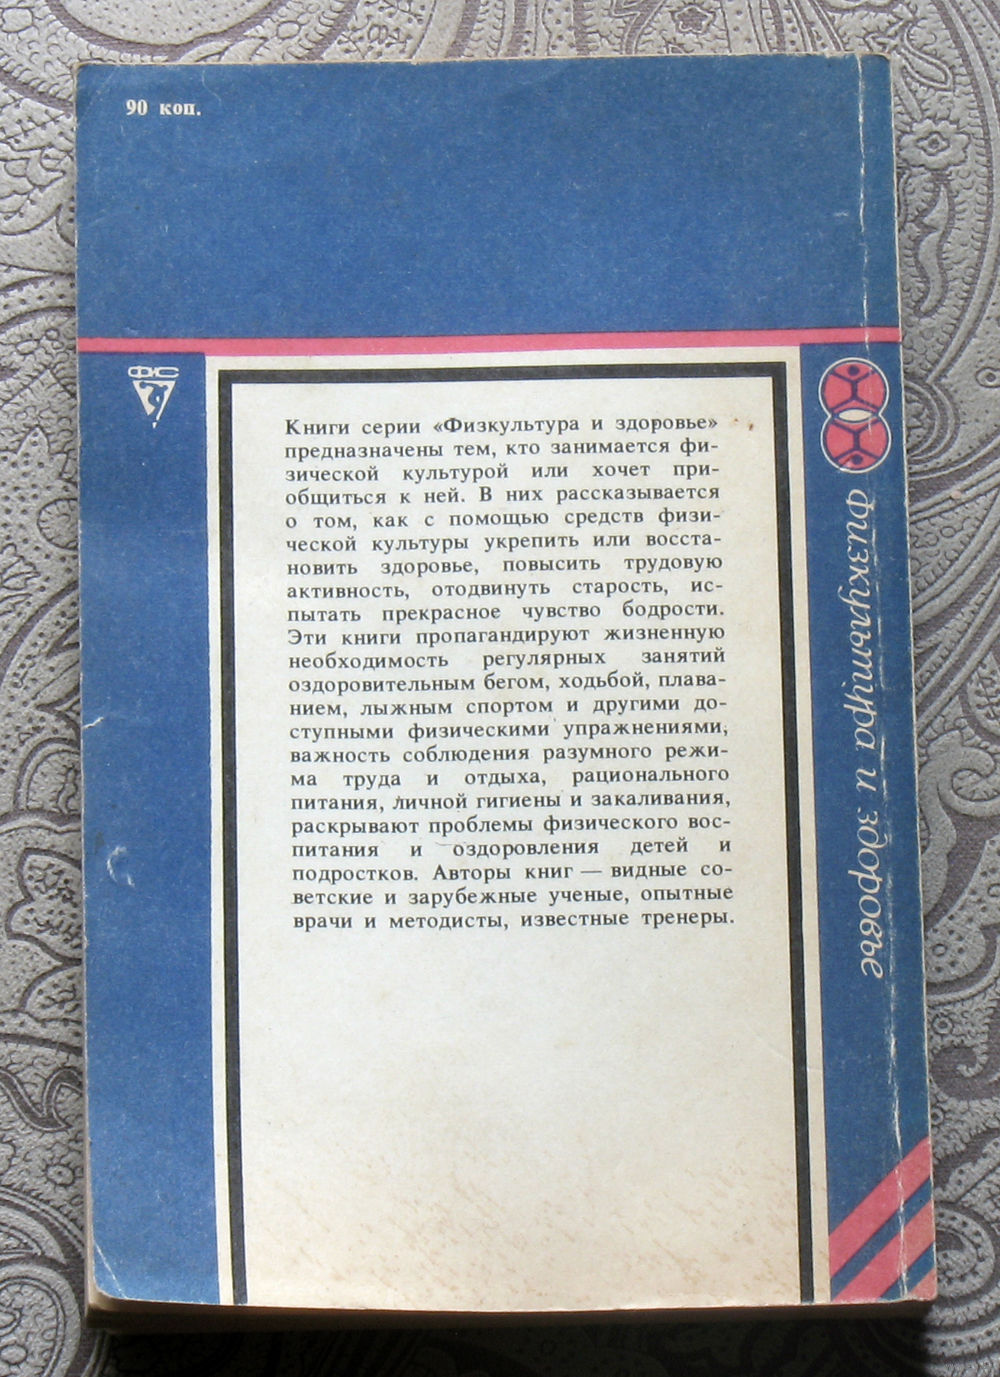 90 коп.
ФИС
Книги серии «Физкультура и здоровье»
предназначены тем, кто занимается фи-
зической культурой или хочет при-
общиться к ней. В них рассказывается
о том, как с помощью средств физи-
ческой культуры укрепить или восста-
новить здоровье, повысить трудовую
активность, отодвинуть старость, ис-
пытать прекрасное чувство бодрости.
Эти книги пропагандируют жизненную
необходимость регулярных занятий
оздоровительным бегом, ходьбой, плава-
нием, лыжным спортом и другими до-
ступными физическими упражнениями,
важность соблюдения разумного режи-
ма труда и отдыха, рационального
питания, личной гигиены и закаливания,
раскрывают проблемы физического вос-
питания и оздоровления детей и
подростков. Авторы книг — видные со-
ветские и зарубежные ученые, опытные
врачи и методисты, известные тренеры.
Физкультура и здоровье